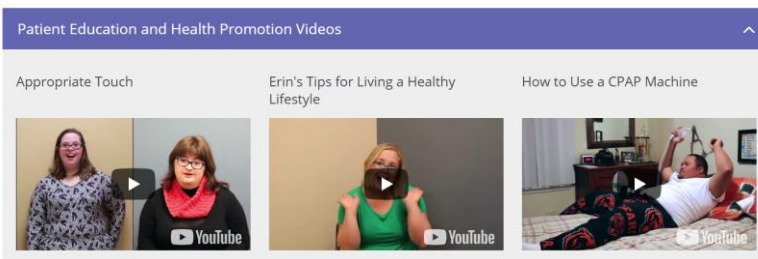 Patient Education and Health Promotion Videos
Appropriate Touch
Erin's Tips for Living a Healthy
Lifestyle
How to Use a CPAP Machine
YouTube
YouTube
YouTube